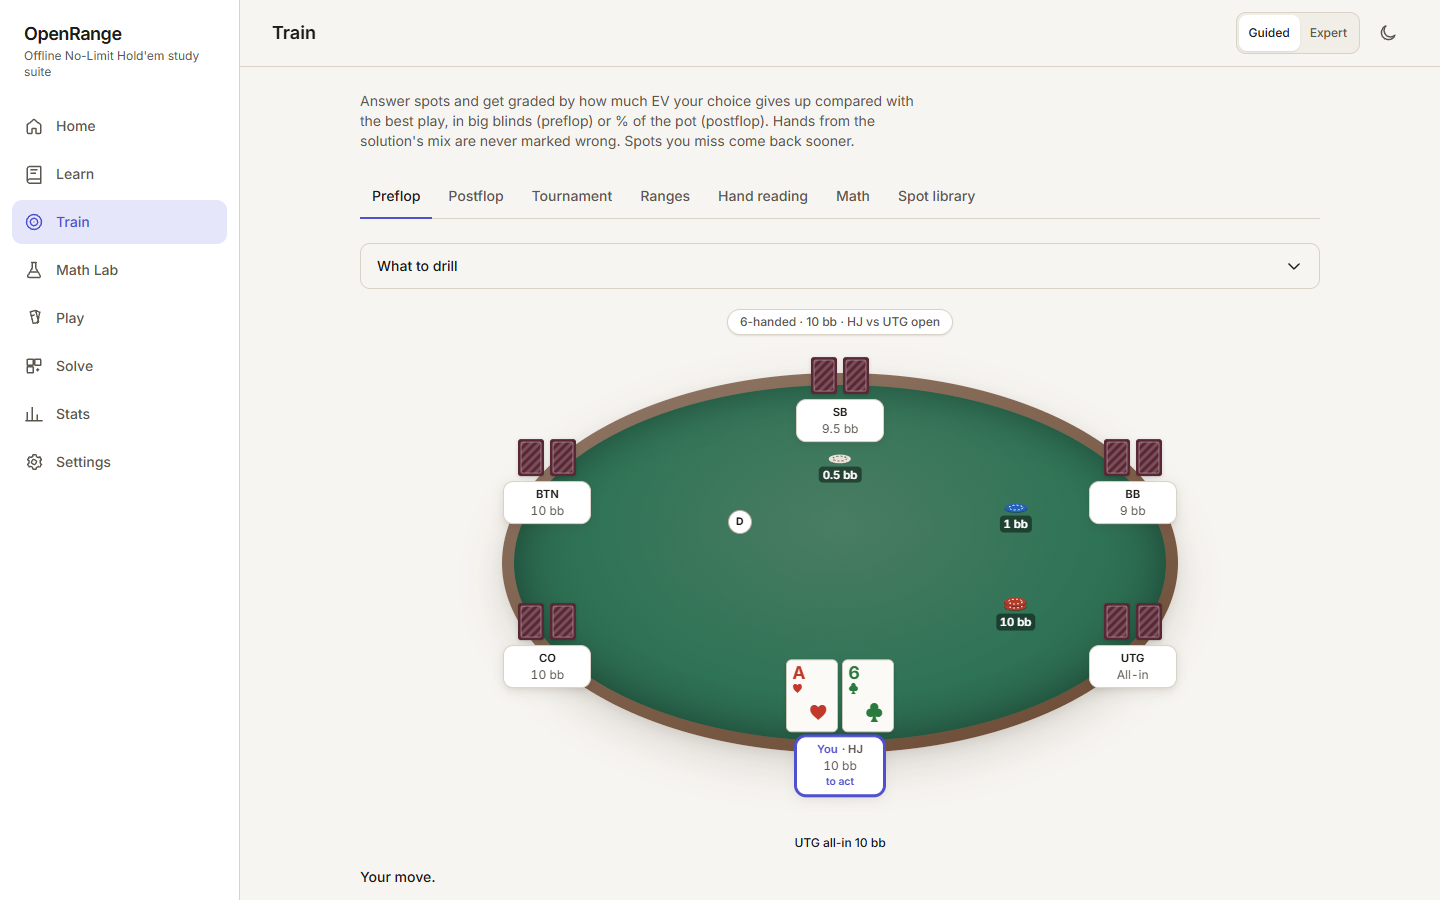 OpenRange
Offline No-Limit Hold'em study
suite
Home
Learn
Train
Math Lab
Play
Solve
Stats
Settings
Train
Guided
Expert
Answer spots and get graded by how much EV your choice gives up compared with
the best play, in big blinds (preflop) or % of the pot (postflop). Hands from the
solution's mix are never marked wrong. Spots you miss come back sooner.
Preflop
Postflop
Tournament
Ranges
Hand reading
Math
Spot library
What to drill
6-handed · 10 bb · HJ vs UTG open
SB
9.5 bb
0.5 bb
BTN
10 bb
BB
9 bb
D
1 bb
10 bb
CO
10 bb
UTG
All-in
A
6
You · HJ
10 bb
to act
UTG all-in 10 bb
Your move.